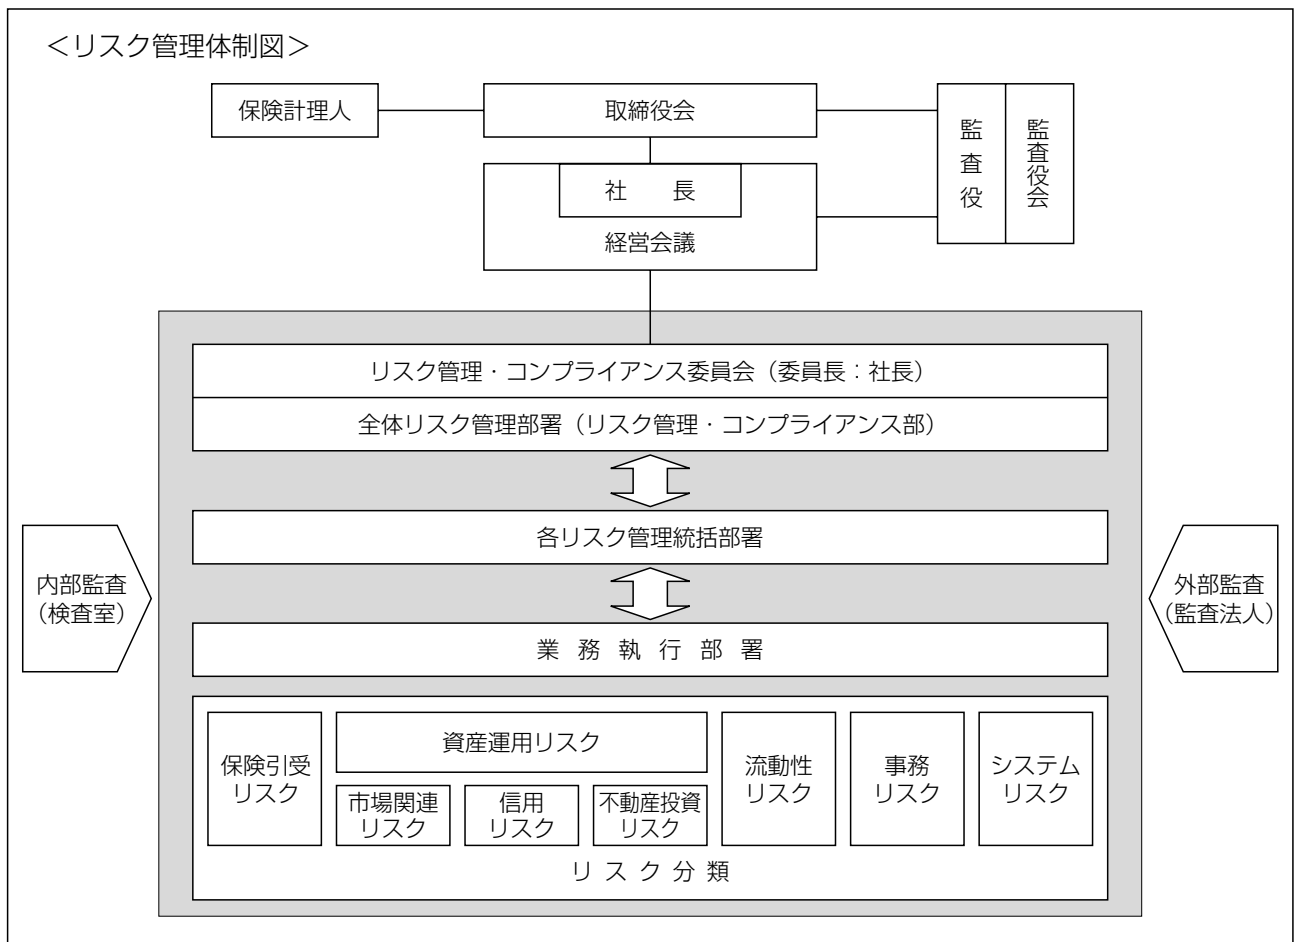 ＜リスク管理体制図＞
保険計理人
取締役会
監査役
監査役会
社長
経営会議
リスク管理・コンプライアンス委員会（委員長：社長）
全体リスク管理部署（リスク管理・コンプライアンス部）
各リスク管理統括部署
内部監査
（検査室）
外部監査
（監査法人）
業務執行部署
保険引受
リスク
資産運用リスク
市場関連
リスク
信用
リスク
不動産投資
リスク
流動性
リスク
事務
リスク
システム
リスク
リスク分類